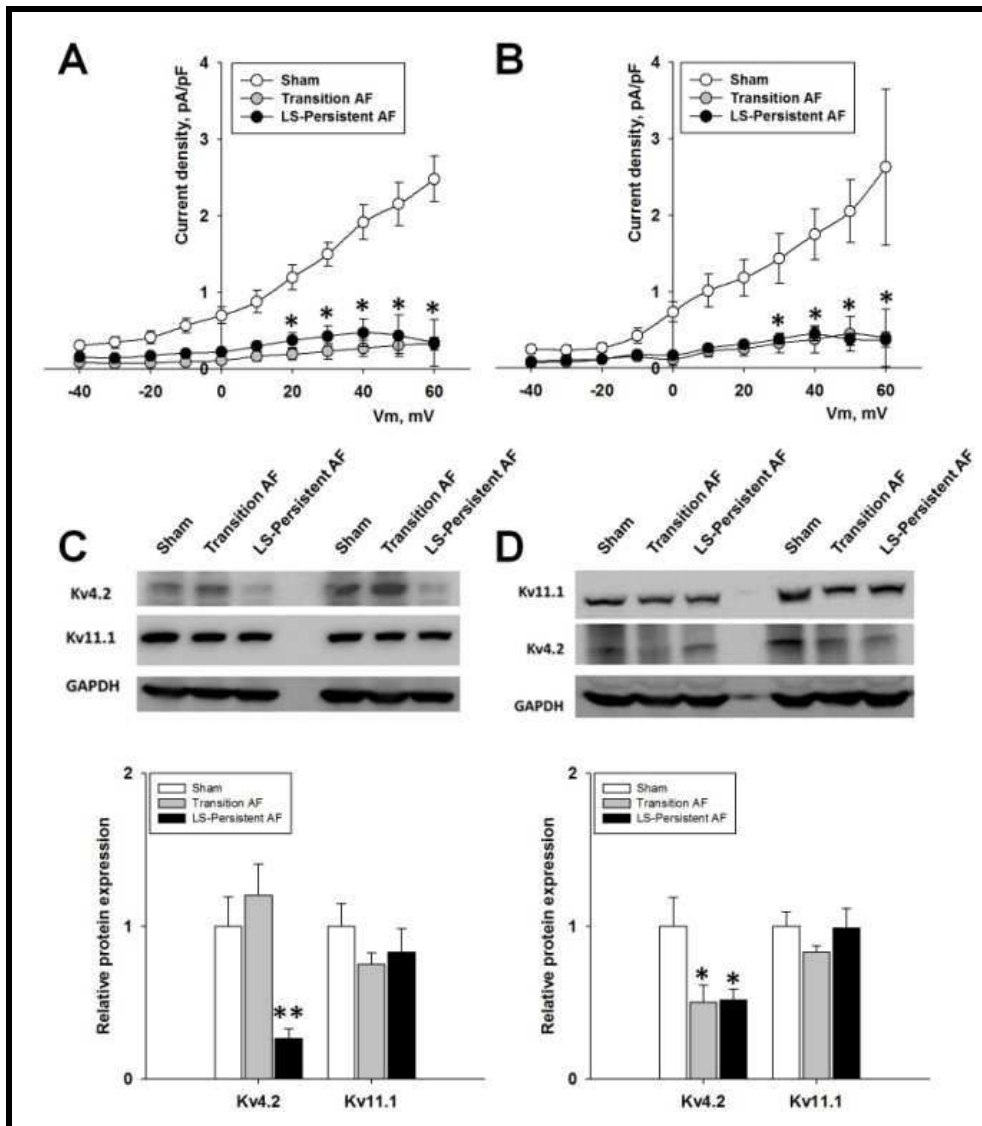 A
Current density, pA/pF
4
3
2
1
0
Sham
Transition AF
LS-Persistent AF
* * * * *
-40 -20 0 20 40 60
Vm, mV
B
Current density, pA/pF
4
3
2
1
0
Sham
Transition AF
LS-Persistent AF
* * * *
-40 -20 0 20 40 60
Vm, mV
C
Sham Transition AF LS-Persistent AF Sham Transition AF LS-Persistent AF
Kv4.2
Kv11.1
GAPDH
Relative protein expression
2
1
0
Sham
Transition AF
LS-Persistent AF
**
Kv4.2 Kv11.1
D
Sham Transition AF LS-Persistent AF Sham Transition AF LS-Persistent AF
Kv11.1
Kv4.2
GAPDH
Relative protein expression
2
1
0
Sham
Transition AF
LS-Persistent AF
* *
Kv4.2 Kv11.1